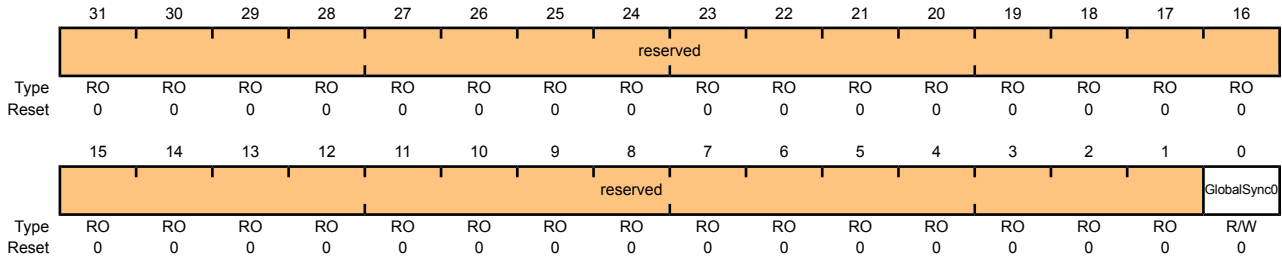 31 30 29 28 27 26 25 24 23 22 21 20 19 18 17 16
reserved
Type RO RO RO RO RO RO RO RO RO RO RO RO RO RO RO RO
Reset 0 0 0 0 0 0 0 0 0 0 0 0 0 0 0 0
15 14 13 12 11 10 9 8 7 6 5 4 3 2 1 0
reserved GlobalSync0
Type RO RO RO RO RO RO RO RO RO RO RO RO RO RO RO R/W
Reset 0 0 0 0 0 0 0 0 0 0 0 0 0 0 0 0